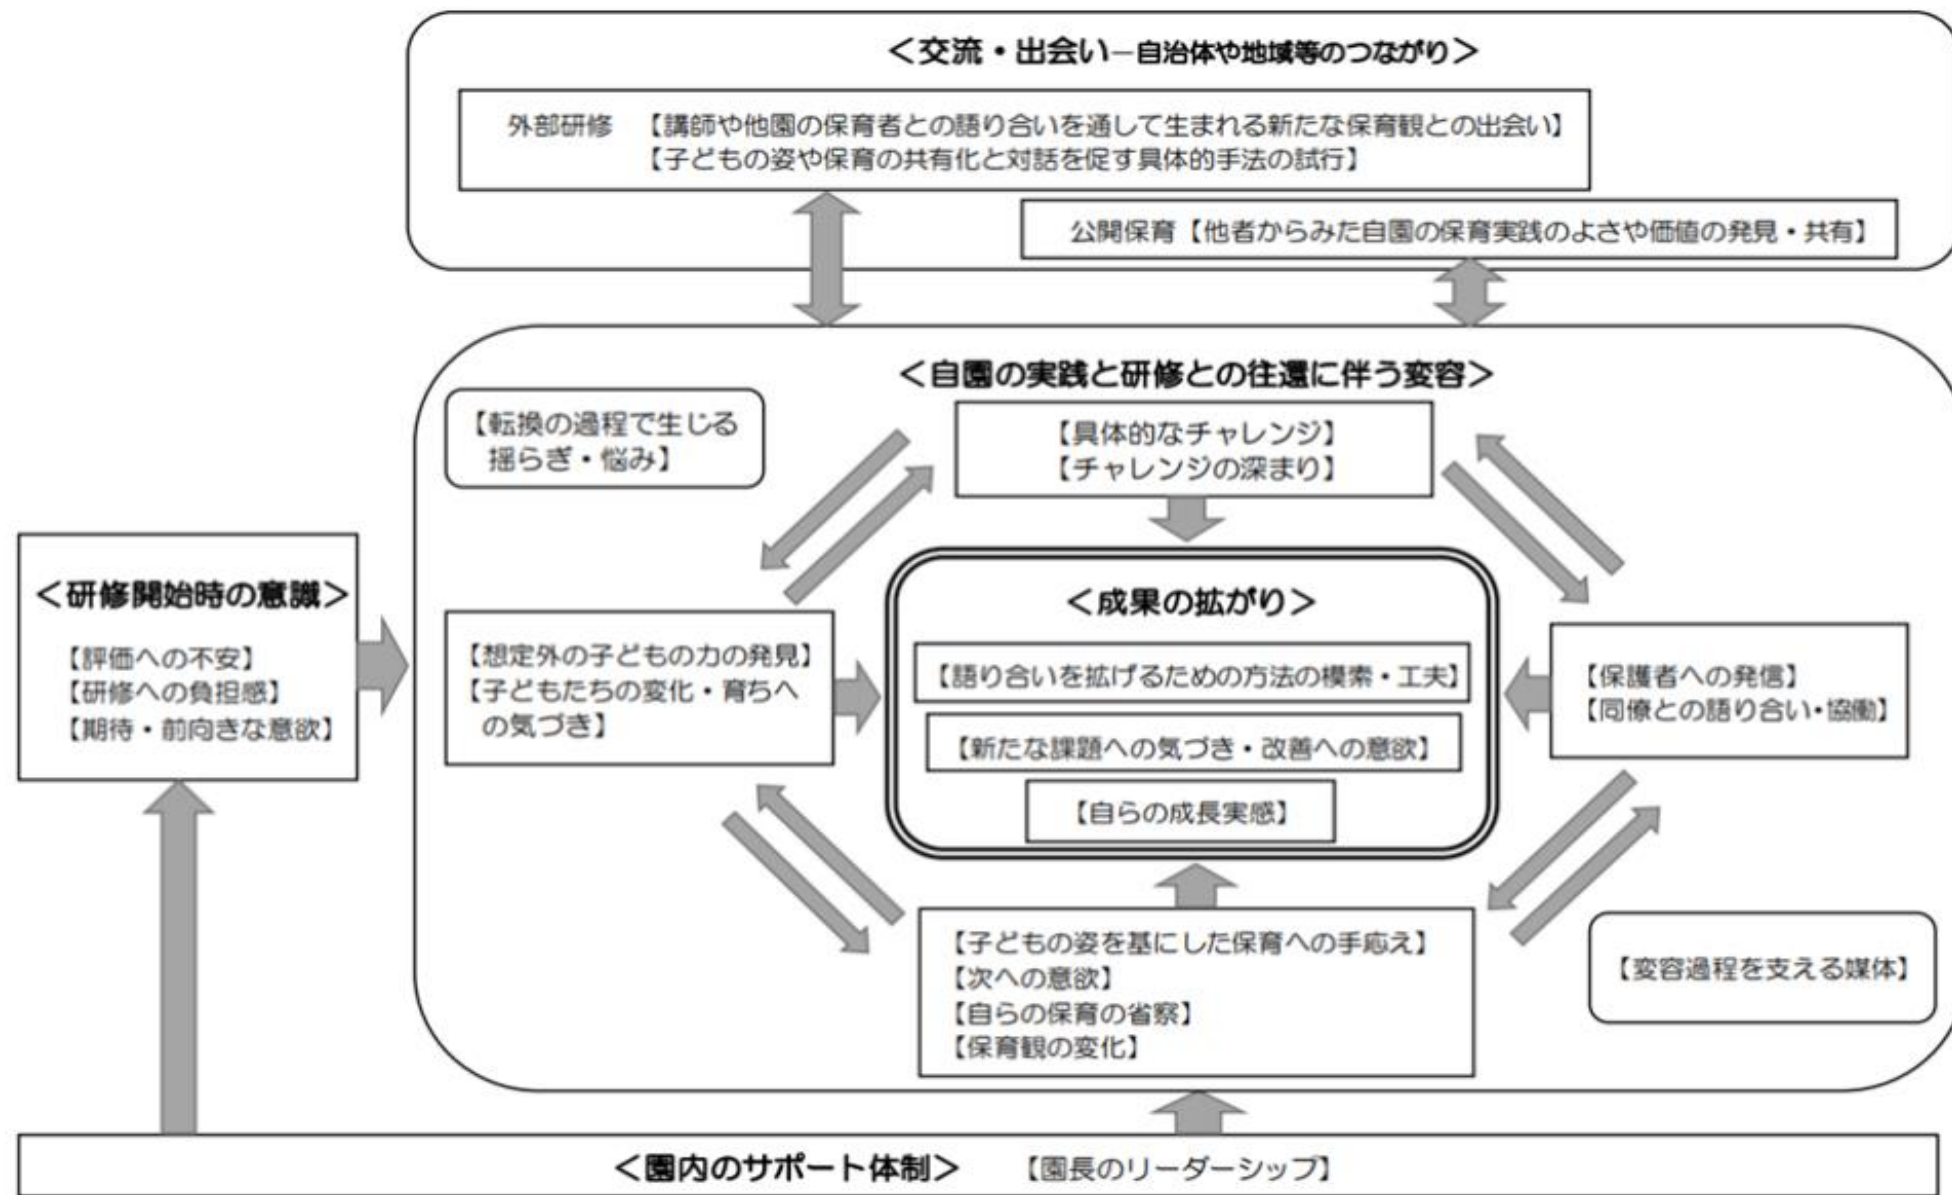 ＜交流・出会い―自治体や地域等のつながり＞
外部研修　【講師や他園の保育者との語り合いを通して生まれる新たな保育観との出会い】
【子どもの姿や保育の共有化と対話を促す具体的手法の試行】
公開保育【他者からみた自園の保育実践のよさや価値の発見・共有】
＜自園の実践と研修との往還に伴う変容＞
【転換の過程で生じる
揺らぎ・悩み】
【具体的なチャレンジ】
【チャレンジの深まり】
＜研修開始時の意識＞
【評価への不安】
【研修への負担感】
【期待・前向きな意欲】
【想定外の子どもの力の発見】
【子どもたちの変化・育ちへ
の気づき】
＜成果の拡がり＞
【語り合いを拡げるための方法の模索・工夫】
【新たな課題への気づき・改善への意欲】
【自らの成長実感】
【保護者への発信】
【同僚との語り合い・協働】
【子どもの姿を基にした保育への手応え】
【次への意欲】
【自らの保育の省察】
【保育観の変化】
【変容過程を支える媒体】
＜園内のサポート体制＞　【園長のリーダーシップ】